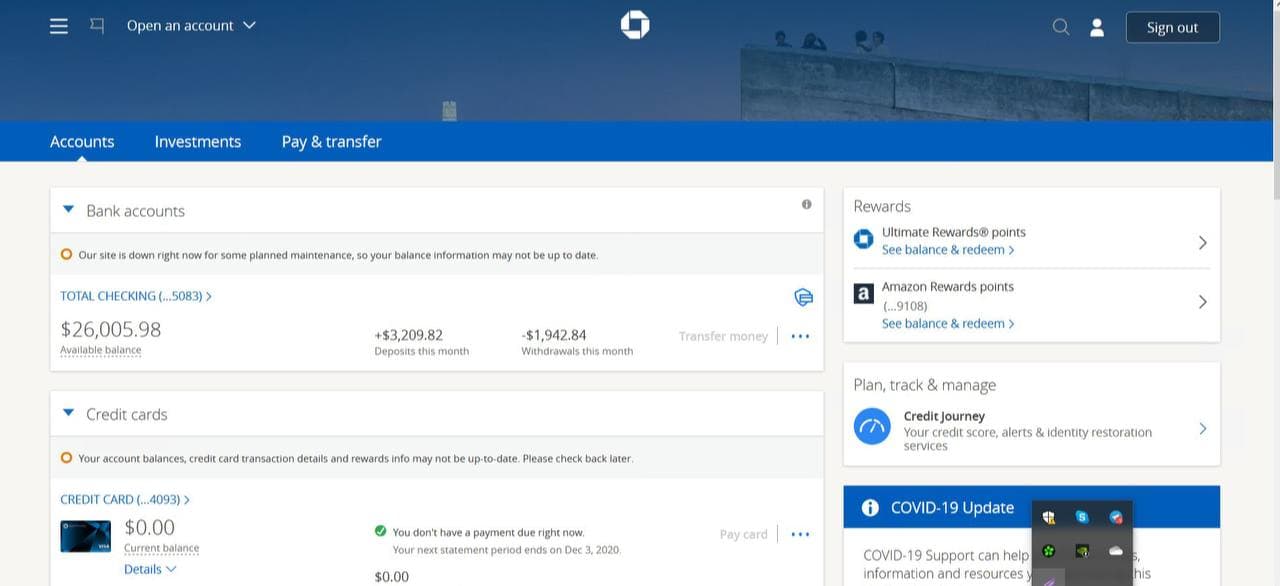 Open an account
Sign out
Accounts
Investments
Pay & transfer
Bank accounts
Our site is down right now for some planned maintenance, so your balance information may not be up to date.
TOTAL CHECKING (...5083)
$26,005.98
Available balance
+$3,209.82
Deposits this month
-$1,942.84
Withdrawals this month
Transfer money
Credit cards
Your account balances, credit card transaction details and rewards info may not be up-to-date. Please check back later.
CREDIT CARD (...4093)
VISA
$0.00
Current balance
Details
You don't have a payment due right now.
Your next statement period ends on Dec 3, 2020.
$0.00
Pay card
Rewards
Ultimate Rewards® points
See balance & redeem
a
Amazon Rewards points
(...9108)
See balance & redeem
Plan, track & manage
Credit Journey
Your credit score, alerts & identity restoration
services
COVID-19 Update
COVID-19 Support can help
information and resources
his